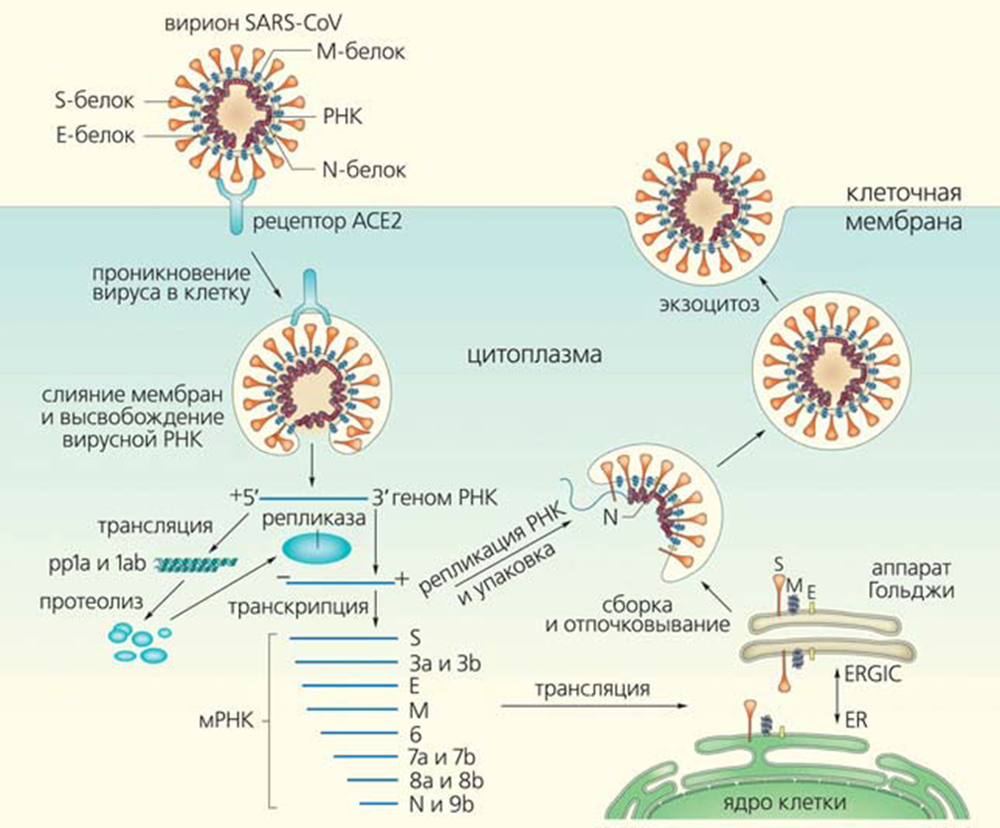 вирион SARS-CoV
М-белок
S-белок
Е-белок
РНК
N-белок
рецептор ACE2
клеточная
мембрана
проникновение
вируса в клетку
экзоцитоз
цитоплазма
слияние мембран
и высвобождение
вирусной РНК
+5′
3′ геном РНК
трансляция
репликаза
pp1a и 1ab
протеолиз
−
+
транскрипция
репликация РНК
и упаковка
N
сборка
и отпочковывание
S
M
E
аппарат
Гольджи
ERGIC
ER
трансляция
мРНК
S
3a и 3b
E
M
6
7a и 7b
8a и 8b
N и 9b
ядро клетки